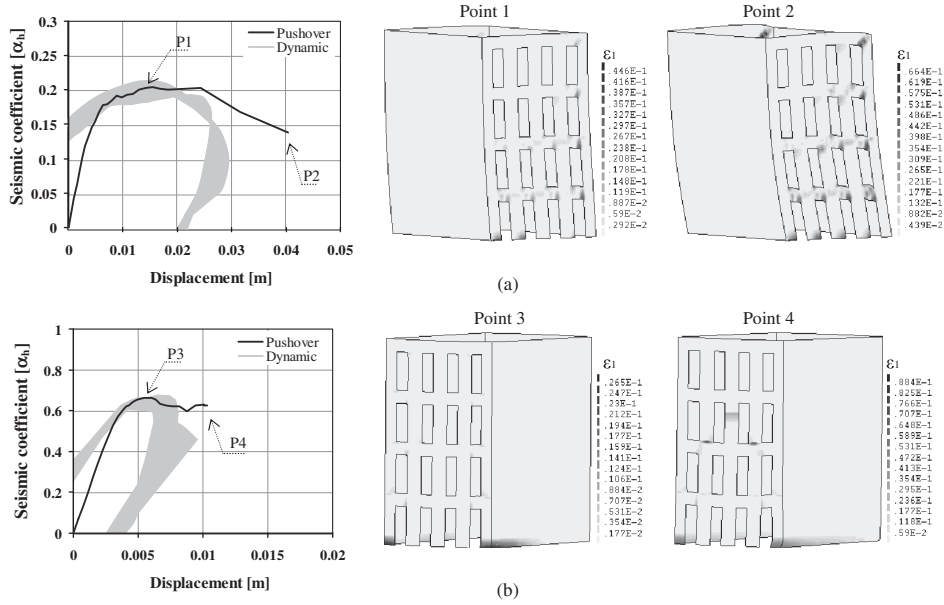 0.3
0.25
0.2
0.15
0.1
0.05
0
0
0.01
0.02
0.03
0.04
0.05
Seismic coefficient [αh]
Displacement [m]
Pushover
Dynamic
P1
P2
Point 1
ε1
.446E-1
.416E-1
.387E-1
.357E-1
.327E-1
.297E-1
.267E-1
.238E-1
.208E-1
.178E-1
.148E-1
.119E-1
.887E-2
.59E-2
.292E-2
Point 2
ε1
.664E-1
.619E-1
.575E-1
.531E-1
.486E-1
.442E-1
.398E-1
.354E-1
.309E-1
.265E-1
.221E-1
.177E-1
.132E-1
.882E-2
.439E-2
(a)
1
0.8
0.6
0.4
0.2
0
0
0.005
0.01
0.015
0.02
Seismic coefficient [αh]
Displacement [m]
Pushover
Dynamic
P3
P4
Point 3
ε1
.265E-1
.247E-1
.23E-1
.212E-1
.194E-1
.177E-1
.159E-1
.141E-1
.124E-1
.106E-1
.884E-2
.707E-2
.531E-2
.354E-2
.177E-2
Point 4
ε1
.884E-1
.825E-1
.766E-1
.707E-1
.648E-1
.589E-1
.531E-1
.472E-1
.413E-1
.354E-1
.295E-1
.236E-1
.177E-1
.118E-1
.59E-2
(b)